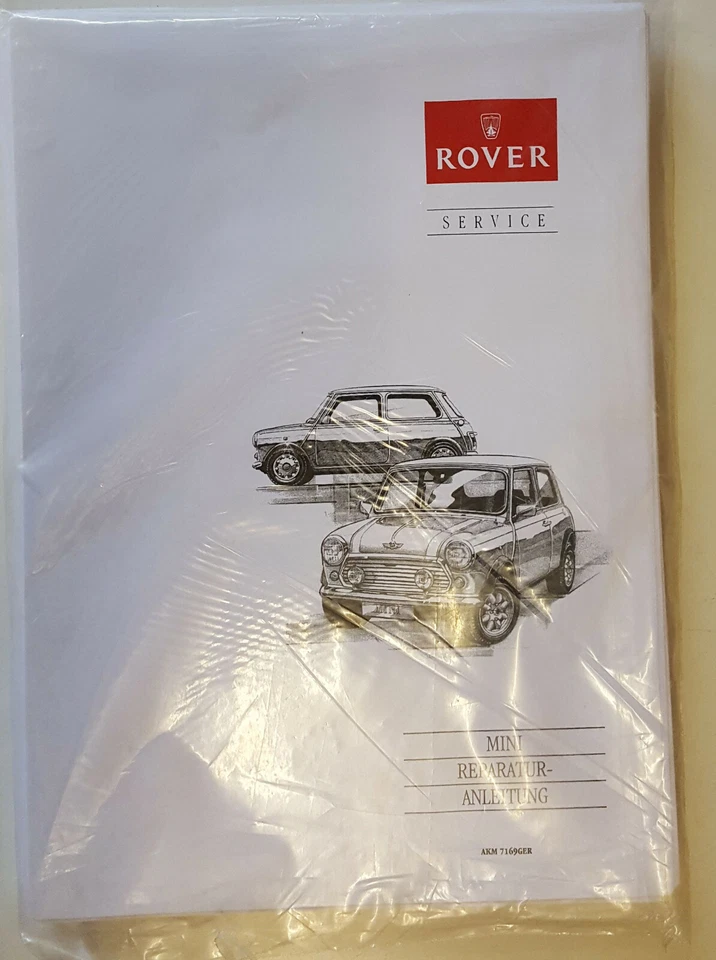 ROVER
SERVICE
MINI
REPARATUR-
ANLEITUNG
AKM 7169GER